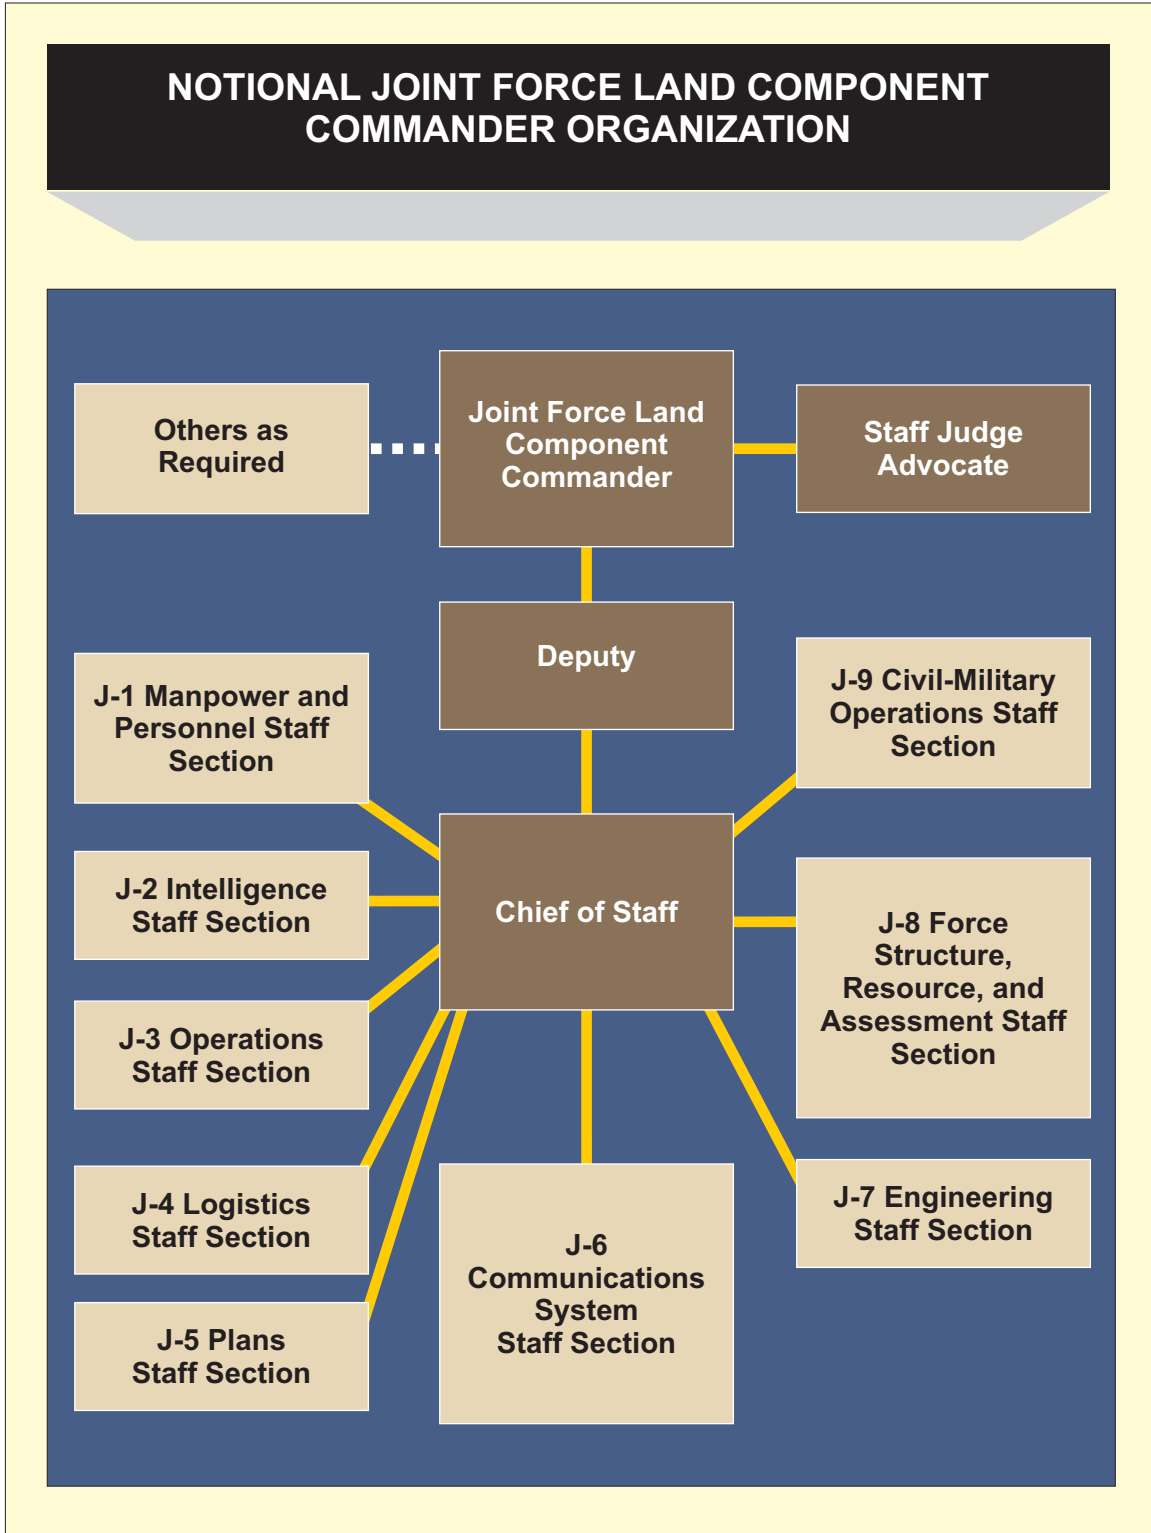 NOTIONAL JOINT FORCE LAND COMPONENT
COMMANDER ORGANIZATION
Others as
Required
Joint Force Land
Component
Commander
Staff Judge
Advocate
Deputy
J-1 Manpower and
Personnel Staff
Section
J-9 Civil-Military
Operations Staff
Section
J-2 Intelligence
Staff Section
Chief of Staff
J-8 Force
Structure,
Resource, and
Assessment Staff
Section
J-3 Operations
Staff Section
J-4 Logistics
Staff Section
J-6
Communications
System
Staff Section
J-7 Engineering
Staff Section
J-5 Plans
Staff Section